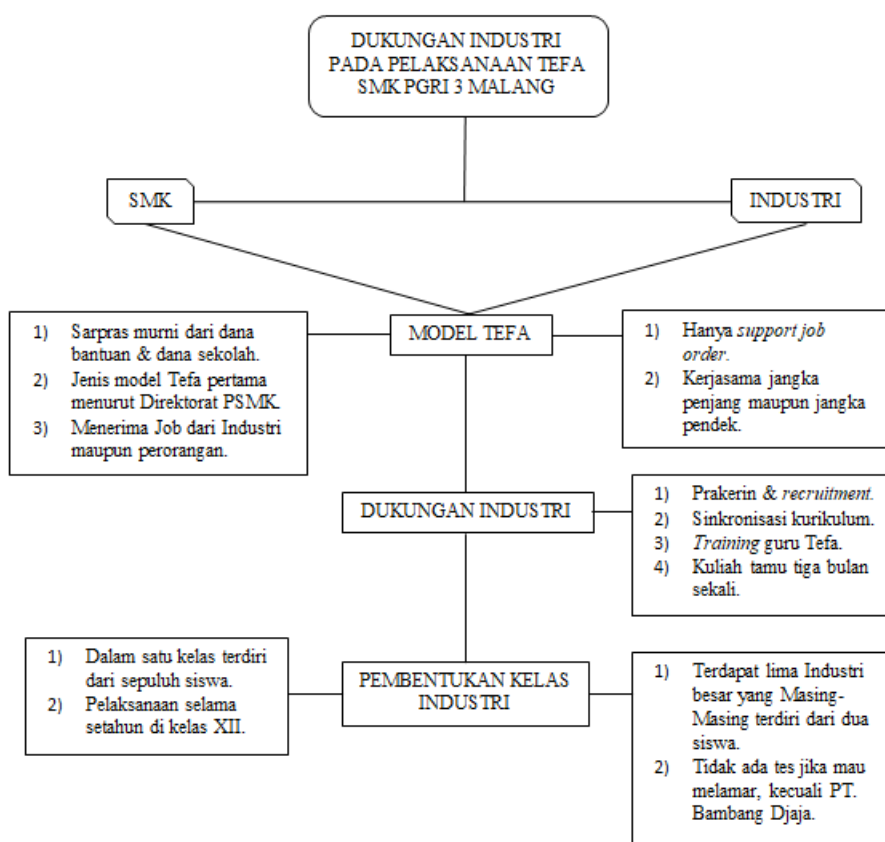 DUKUNGAN INDUSTRI
PADA PELAKSANAAN TEFA
SMK PGRI 3 MALANG
SMK
INDUSTRI
MODEL TEFA
1) Sarpras murni dari dana
bantuan & dana sekolah.
2) Jenis model Tefa pertama
menurut Direktorat PSMK.
3) Menerima Job dari Industri
maupun perorangan.
1) Hanya support job
order.
2) Kerjasama jangka
penjang maupun jangka
pendek.
DUKUNGAN INDUSTRI
1) Prakerin & recruitment.
2) Sinkronisasi kurikulum.
3) Training guru Tefa.
4) Kuliah tamu tiga bulan
sekali.
1) Dalam satu kelas terdiri
dari sepuluh siswa.
2) Pelaksanaan selama
setahun di kelas XII.
PEMBENTUKAN KELAS
INDUSTRI
1) Terdapat lima Industri
besar yang Masing-
Masing terdiri dari dua
siswa.
2) Tidak ada tes jika mau
melamar, kecuali PT.
Bambang Djaja.